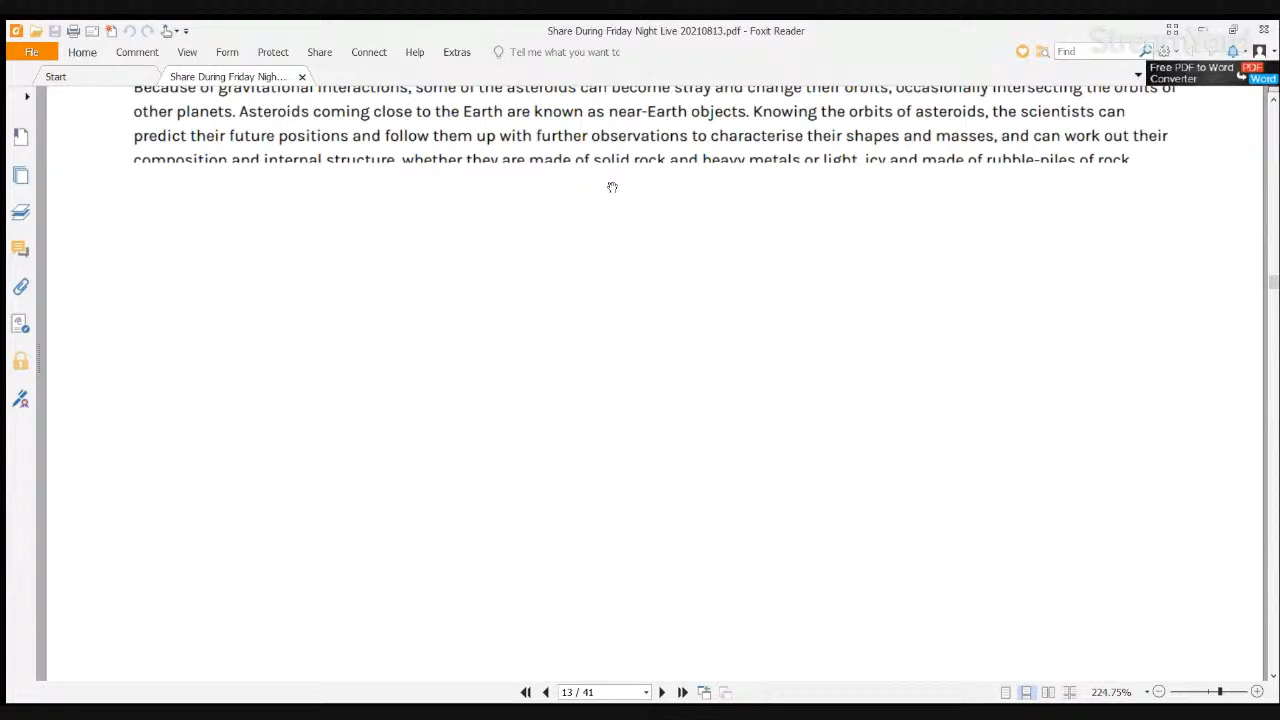 Share During Friday Night Live 20210813.pdf - Foxit Reader
File Home Comment View Form Protect Share Connect Help Extras Tell me what you want to Find
Start Share During Friday Nigh...
Free PDF to Word Converter PDF Word
Because of gravitational interactions, some of the asteroids can become stray and change their orbits, occasionally intersecting the orbits of
other planets. Asteroids coming close to the Earth are known as near-Earth objects. Knowing the orbits of asteroids, the scientists can
predict their future positions and follow them up with further observations to characterise their shapes and masses, and can work out their
composition and internal structure, whether they are made of solid rock and heavy metals or light, icy and made of rubble-piles of rock
13 / 41
224.75%